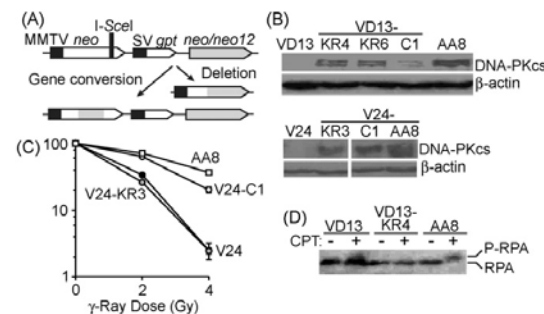 (A)
I-SceI
MMTV neo SV gpt neo/neo12
Gene conversion
Deletion
(B)
VD13-
VD13 KR4 KR6 C1 AA8
DNA-PKcs
β-actin
V24-
V24 KR3 C1 AA8
DNA-PKcs
β-actin
(C)
100
10
1
AA8
V24-C1
V24-KR3
V24
0 2 4
γ-Ray Dose (Gy)
(D)
VD13-
VD13 KR4 AA8
CPT: - + - + - +
P-RPA
RPA